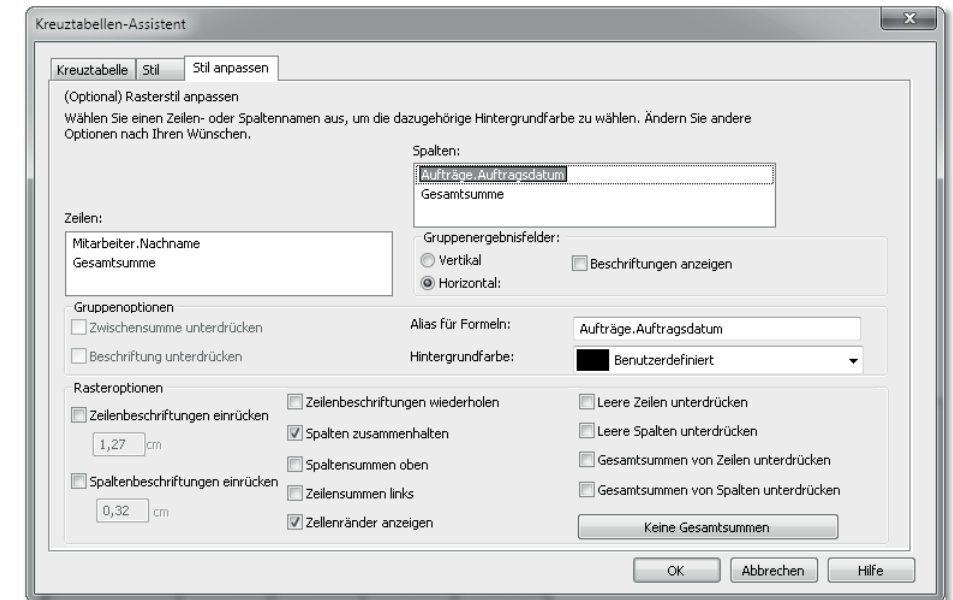 Kreuztabellen-Assistent
Kreuztabelle Stil Stil anpassen
(Optional) Rasterstil anpassen
Wählen Sie einen Zeilen- oder Spaltennamen aus, um die dazugehörige Hintergrundfarbe zu wählen. Ändern Sie andere
Optionen nach Ihren Wünschen.
Spalten:
Aufträge.Auftragsdatum
Gesamtsumme
Zeilen:
Mitarbeiter.Nachname
Gesamtsumme
Gruppenergebnisfelder:
Vertikal
Beschriftungen anzeigen
Horizontal:
Gruppenoptionen
Zwischensumme unterdrücken
Beschriftung unterdrücken
Alias für Formeln:
Aufträge.Auftragsdatum
Hintergrundfarbe:
Benutzerdefiniert
Rasteroptionen
Zeilenbeschriftungen einrücken
1,27 cm
Spaltenbeschriftungen einrücken
0,32 cm
Zeilenbeschriftungen wiederholen
Spalten zusammenhalten
Spaltensummen oben
Zeilensummen links
Zellenränder anzeigen
Leere Zeilen unterdrücken
Leere Spalten unterdrücken
Gesamtsummen von Zeilen unterdrücken
Gesamtsummen von Spalten unterdrücken
Keine Gesamtsummen
OK Abbrechen Hilfe